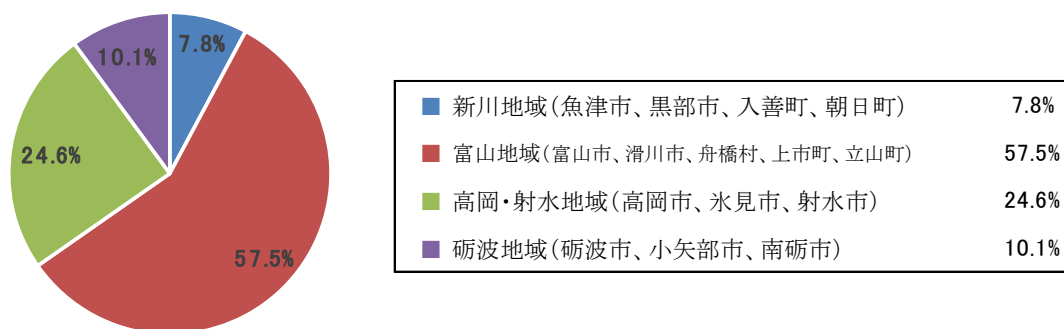 7.8%
10.1%
24.6%
57.5%
新川地域(魚津市、黒部市、入善町、朝日町) 7.8%
富山地域(富山市、滑川市、舟橋村、上市町、立山町) 57.5%
高岡・射水地域(高岡市、氷見市、射水市) 24.6%
砺波地域(砺波市、小矢部市、南砺市) 10.1%